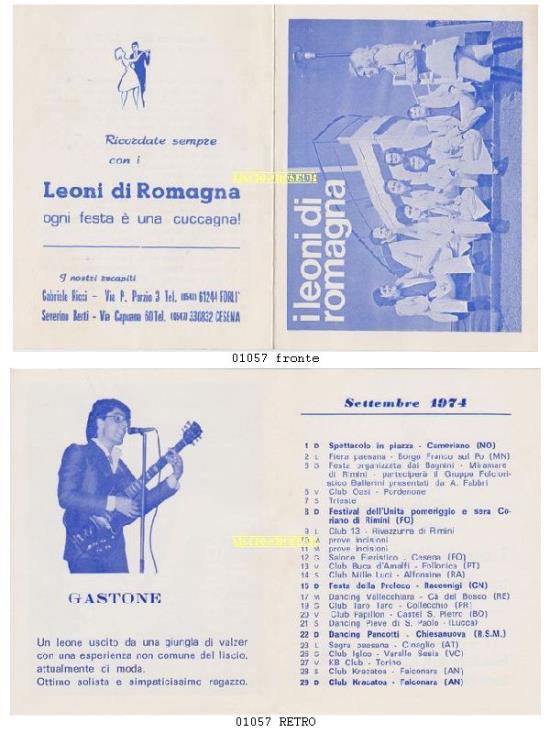 Ricordate sempre
con i
Leoni di Romagna
ogni festa è una cuccagna!
I nostri recapiti
Gabriele Ricci - Via P. Porzio 3 Tel. (0543) 61244 FORLI'
Severino Berti - Via Capuana 60 Tel. (0547) 330832 CESENA
i leoni di
romagna
01057 fronte
GASTONE
Un leone uscito da una giungla di valzer
con una esperienza non comune del liscio,
attualmente di moda.
Ottimo solista e simpaticissimo ragazzo.
Settembre 1974
1 D Spettacolo in piazza - Cameriano (NO)
2 L Fiera paesana - Borgo Franco sul Po (MN)
5 G Festa organizzata dai Bagnini - Miramare
di Rimini - parteciperà il Gruppo Folclori-
stico Ballerini presentati da A. Fabbri
6 V Club Oasi - Pordenone
7 S Trieste
8 D Festival dell'Unita pomeriggio e sera Co-
riano di Rimini (FO)
9 L Club 13 - Rivazzurra di Rimini
10 M prove incisioni
11 M prove incisioni
12 G Salone Fieristico - Cesena (FO)
13 V Club Buca d'Amalfi - Follonica (PT)
14 S Club Mille Luci - Alfonsine (RA)
15 D Festa della Proloco - Racconigi (CN)
17 M Dancing Vallecchiara - Cà del Bosco (RE)
19 G Club Taro Taro - Collecchio (PR)
20 V Club Papillon - Castel S. Pietro (BO)
21 S Dancing Pieve di S. Paolo - (Lucca)
22 D Dancing Pancotti - Chiesanuova (R.S.M.)
23 L Sagra paesana - Cinaglio (AT)
26 G Club Igloo - Varallo Sesia (VC)
27 V KB Club - Torino
28 S Club Kracatoa - Falconara (AN)
29 D Club Kracatoa - Falconara (AN)
01057 RETRO